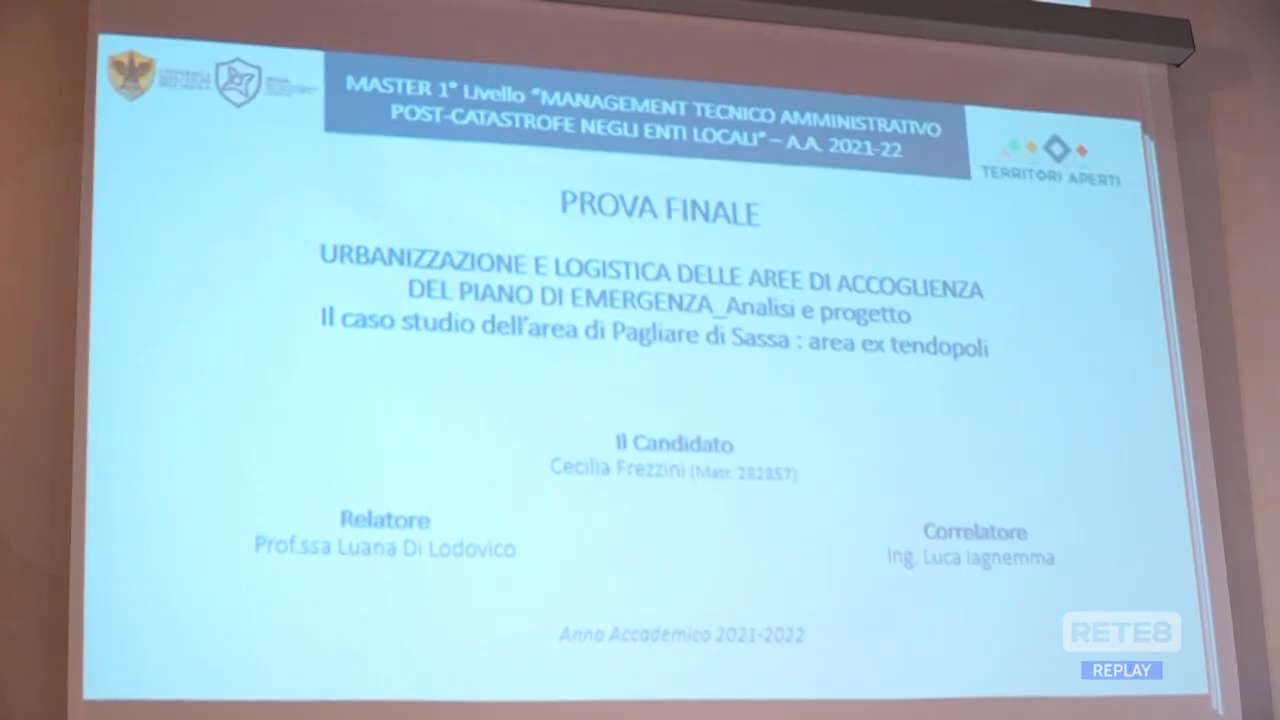 MASTER 1° Livello "MANAGEMENT TECNICO AMMINISTRATIVO
POST-CATASTROFE NEGLI ENTI LOCALI" – A.A. 2021-22
TERRITORI APERTI
PROVA FINALE
URBANIZZAZIONE E LOGISTICA DELLE AREE DI ACCOGLIENZA
DEL PIANO DI EMERGENZA_Analisi e progetto
Il caso studio dell'area di Pagliare di Sassa : area ex tendopoli
Il Candidato
Cecilia Frezzini (Matr. 282857)
Relatore
Prof.ssa Luana Di Lodovico
Correlatore
Ing. Luca Iagnemma
Anno Accademico 2021-2022
RETE8
REPLAY